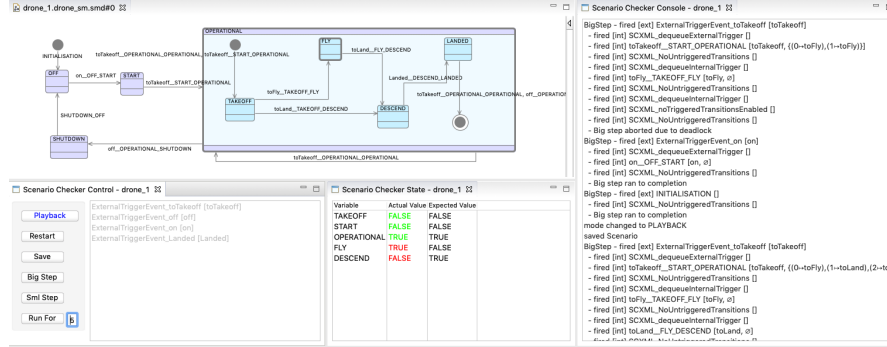 drone_1.drone_sm.smd#0
OPERATIONAL
INITIALISATION
toTakeoff__OPERATIONAL_OPERATIONAL, toTakeoff__START_OPERATIONAL
FLY
LANDED
toLand__FLY_DESCEND
OFF
on__OFF_START
START
toTakeoff__START_OPERATIONAL
Landed__DESCEND_LANDED
toFly__TAKEOFF_FLY
toTakeoff__OPERATIONAL_OPERATIONAL, off__OPERATION
TAKEOFF
toLand__TAKEOFF_DESCEND
DESCEND
SHUTDOWN_OFF
SHUTDOWN
off__OPERATIONAL_SHUTDOWN
toTakeoff__OPERATIONAL_OPERATIONAL
Scenario Checker Control - drone_1
Playback
Restart
Save
Big Step
Sml Step
Run For
5
ExternalTriggerEvent_toTakeoff [toTakeoff]
ExternalTriggerEvent_off [off]
ExternalTriggerEvent_on [on]
ExternalTriggerEvent_Landed [Landed]
Scenario Checker State - drone_1
Variable Actual Value Expected Value
TAKEOFF FALSE FALSE
START FALSE FALSE
OPERATIONAL TRUE TRUE
FLY TRUE FALSE
DESCEND FALSE TRUE
Scenario Checker Console - drone_1
BigStep - fired [ext] ExternalTriggerEvent_toTakeoff [toTakeoff]
- fired [int] SCXML_dequeueExternalTrigger []
- fired [int] toTakeoff__START_OPERATIONAL [toTakeoff, {(0↦toFly),(1↦toFly)}]
- fired [int] SCXML_NoUntriggeredTransitions []
- fired [int] SCXML_dequeueInternalTrigger []
- fired [int] toFly__TAKEOFF_FLY [toFly, ∅]
- fired [int] SCXML_NoUntriggeredTransitions []
- fired [int] SCXML_dequeueInternalTrigger []
- fired [int] SCXML_noTriggeredTransitionsEnabled []
- fired [int] SCXML_NoUntriggeredTransitions []
- Big step aborted due to deadlock
BigStep - fired [ext] ExternalTriggerEvent_on [on]
- fired [int] SCXML_dequeueExternalTrigger []
- fired [int] on__OFF_START [on, ∅]
- fired [int] SCXML_NoUntriggeredTransitions []
- Big step ran to completion
BigStep - fired [ext] INITIALISATION []
- fired [int] SCXML_NoUntriggeredTransitions []
- Big step ran to completion
mode changed to PLAYBACK
saved Scenario
BigStep - fired [ext] ExternalTriggerEvent_toTakeoff [toTakeoff]
- fired [int] SCXML_dequeueExternalTrigger []
- fired [int] toTakeoff__START_OPERATIONAL [toTakeoff, {(0↦toFly),(1↦toLand),(2↦to
- fired [int] SCXML_NoUntriggeredTransitions []
- fired [int] SCXML_dequeueInternalTrigger []
- fired [int] toFly__TAKEOFF_FLY [toFly, ∅]
- fired [int] SCXML_NoUntriggeredTransitions []
- fired [int] SCXML_dequeueInternalTrigger []
- fired [int] toLand__FLY_DESCEND [toLand, ∅]
- fired [int] SCXML_NoUntriggeredTransitions []